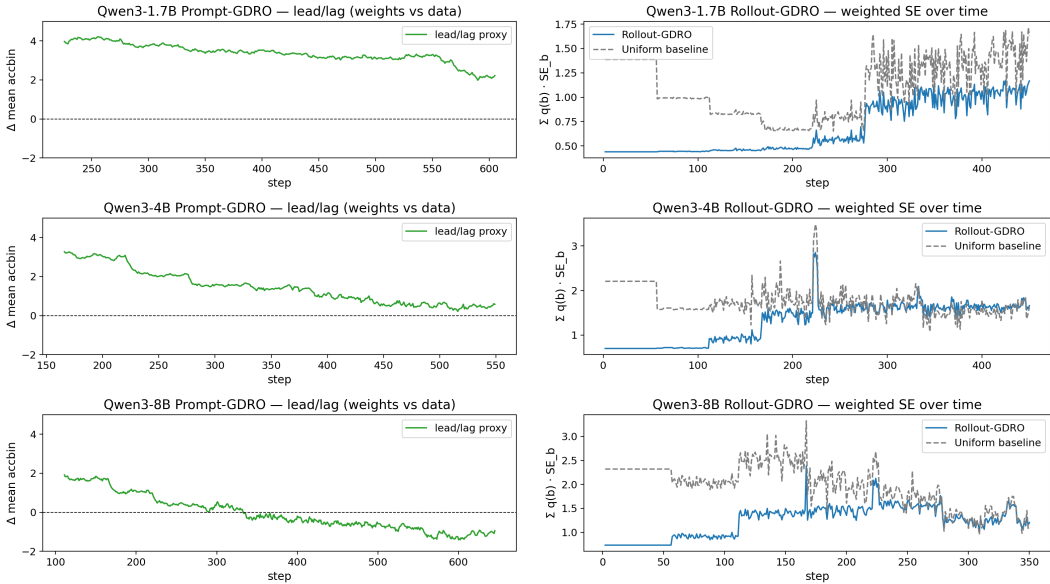 Qwen3-1.7B Prompt-GDRO — lead/lag (weights vs data)
Δ mean accbin
4
2
0
−2
lead/lag proxy
250 300 350 400 450 500 550 600
step
Qwen3-1.7B Rollout-GDRO — weighted SE over time
Σ q(b) · SE_b
1.75
1.50
1.25
1.00
0.75
0.50
Rollout-GDRO
Uniform baseline
0 100 200 300 400
step
Qwen3-4B Prompt-GDRO — lead/lag (weights vs data)
Δ mean accbin
4
2
0
−2
lead/lag proxy
150 200 250 300 350 400 450 500 550
step
Qwen3-4B Rollout-GDRO — weighted SE over time
Σ q(b) · SE_b
3
2
1
Rollout-GDRO
Uniform baseline
0 100 200 300 400
step
Qwen3-8B Prompt-GDRO — lead/lag (weights vs data)
Δ mean accbin
4
2
0
−2
lead/lag proxy
100 200 300 400 500 600
step
Qwen3-8B Rollout-GDRO — weighted SE over time
Σ q(b) · SE_b
3.0
2.5
2.0
1.5
1.0
Rollout-GDRO
Uniform baseline
0 50 100 150 200 250 300 350
step